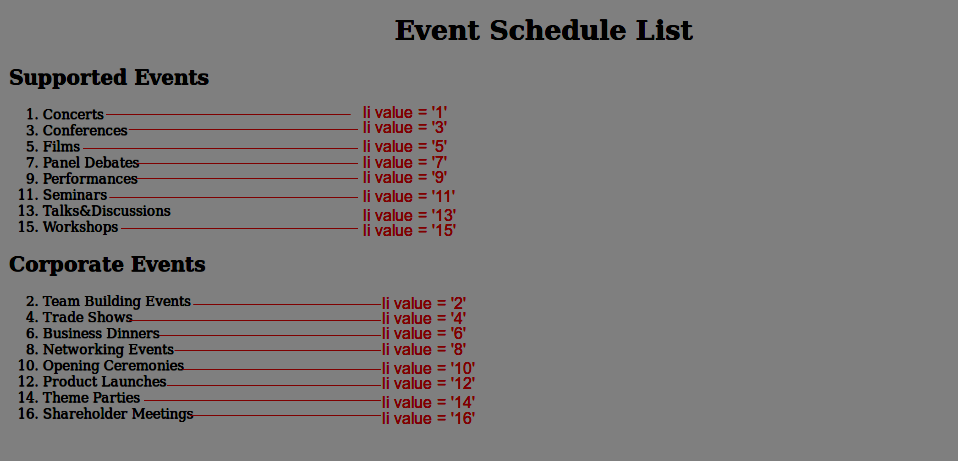 Event Schedule List
Supported Events
1. Concerts li value = '1'
3. Conferences li value = '3'
5. Films li value = '5'
7. Panel Debates li value = '7'
9. Performances li value = '9'
11. Seminars li value = '11'
13. Talks&Discussions li value = '13'
15. Workshops li value = '15'
Corporate Events
2. Team Building Events li value = '2'
4. Trade Shows li value = '4'
6. Business Dinners li value = '6'
8. Networking Events li value = '8'
10. Opening Ceremonies li value = '10'
12. Product Launches li value = '12'
14. Theme Parties li value = '14'
16. Shareholder Meetings li value = '16'